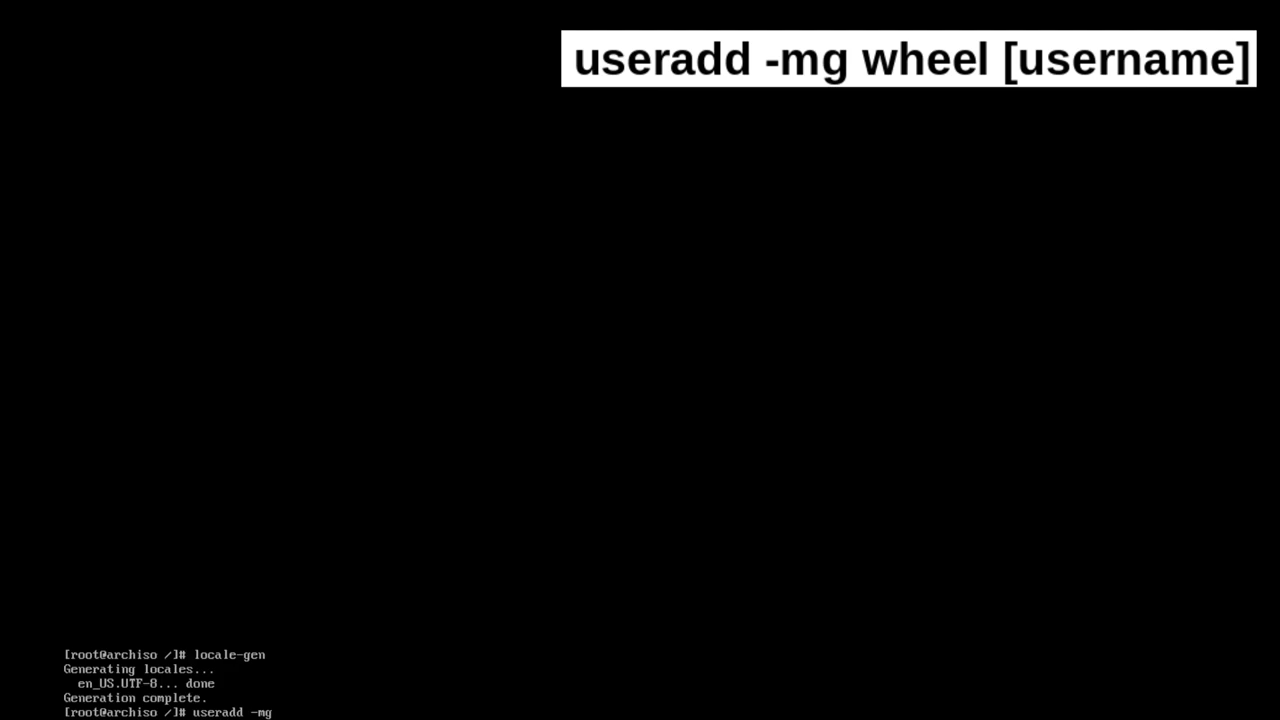 useradd -mg wheel [username]
[root@archiso /]# locale-gen
Generating locales...
  en_US.UTF-8... done
Generation complete.
[root@archiso /]# useradd -mg